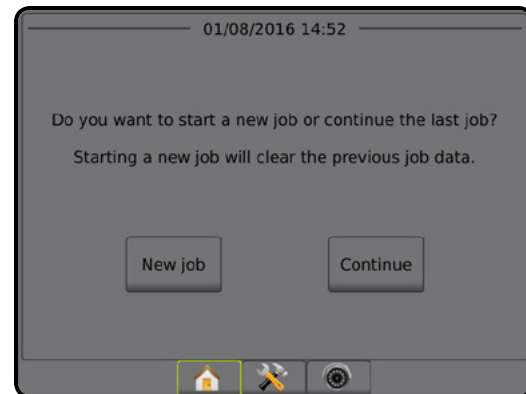 01/08/2016 14:52
Do you want to start a new job or continue the last job?
Starting a new job will clear the previous job data.
New job Continue